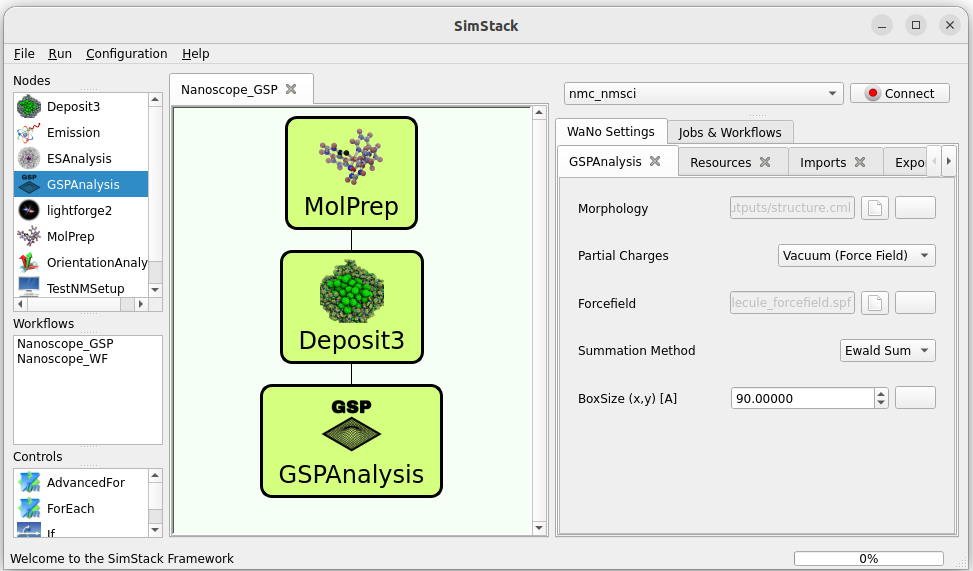 SimStack
File Run Configuration Help
Nodes
Deposit3
Emission
ESAnalysis
GSP
GSPAnalysis
lightforge2
MolPrep
OrientationAnaly
TestNMSetup
Workflows
Nanoscope_GSP
Nanoscope_WF
Controls
AdvancedFor
ForEach
If
Nanoscope_GSP
MolPrep
Deposit3
GSP
GSPAnalysis
nmc_nmsci
Connect
WaNo Settings
Jobs & Workflows
GSPAnalysis
Resources
Imports
Expo
Morphology
utputs/structure.cml
Partial Charges
Vacuum (Force Field)
Forcefield
lecule_forcefield.spf
Summation Method
Ewald Sum
BoxSize (x,y) [A]
90.00000
Welcome to the SimStack Framework
0%